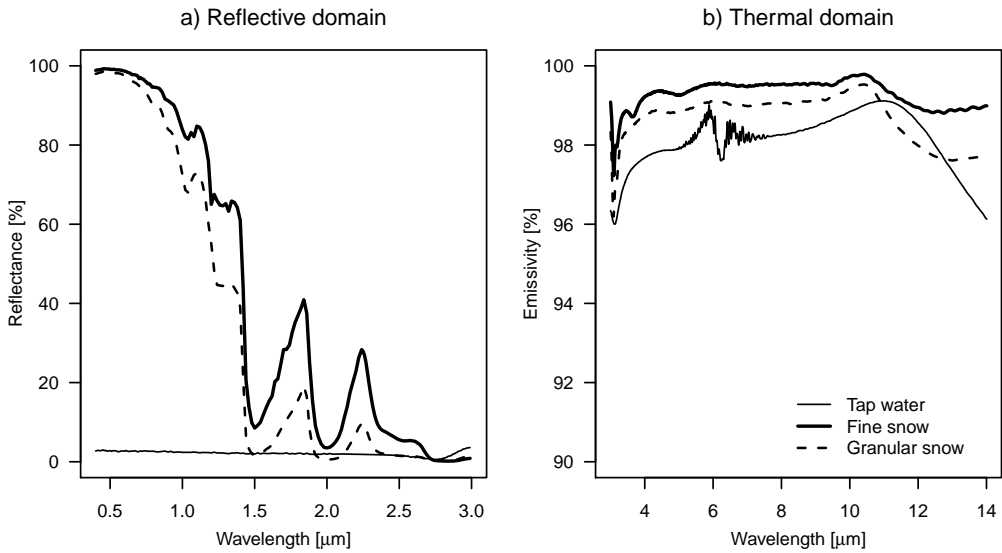 a) Reflective domain
100
80
60
40
20
0
Reflectance [%]
0.5 1.0 1.5 2.0 2.5 3.0
Wavelength [µm]
b) Thermal domain
100
98
96
94
92
90
Emissivity [%]
Tap water
Fine snow
Granular snow
4 6 8 10 12 14
Wavelength [µm]